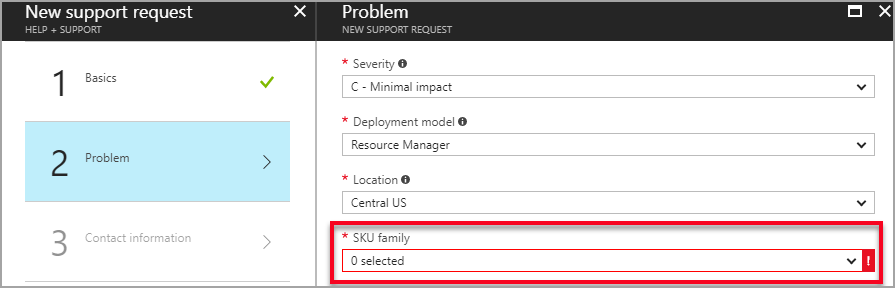 New support request
HELP + SUPPORT
1
Basics
2
Problem
3
Contact information
Problem
NEW SUPPORT REQUEST
* Severity
C - Minimal impact
* Deployment model
Resource Manager
* Location
Central US
* SKU family
0 selected
!